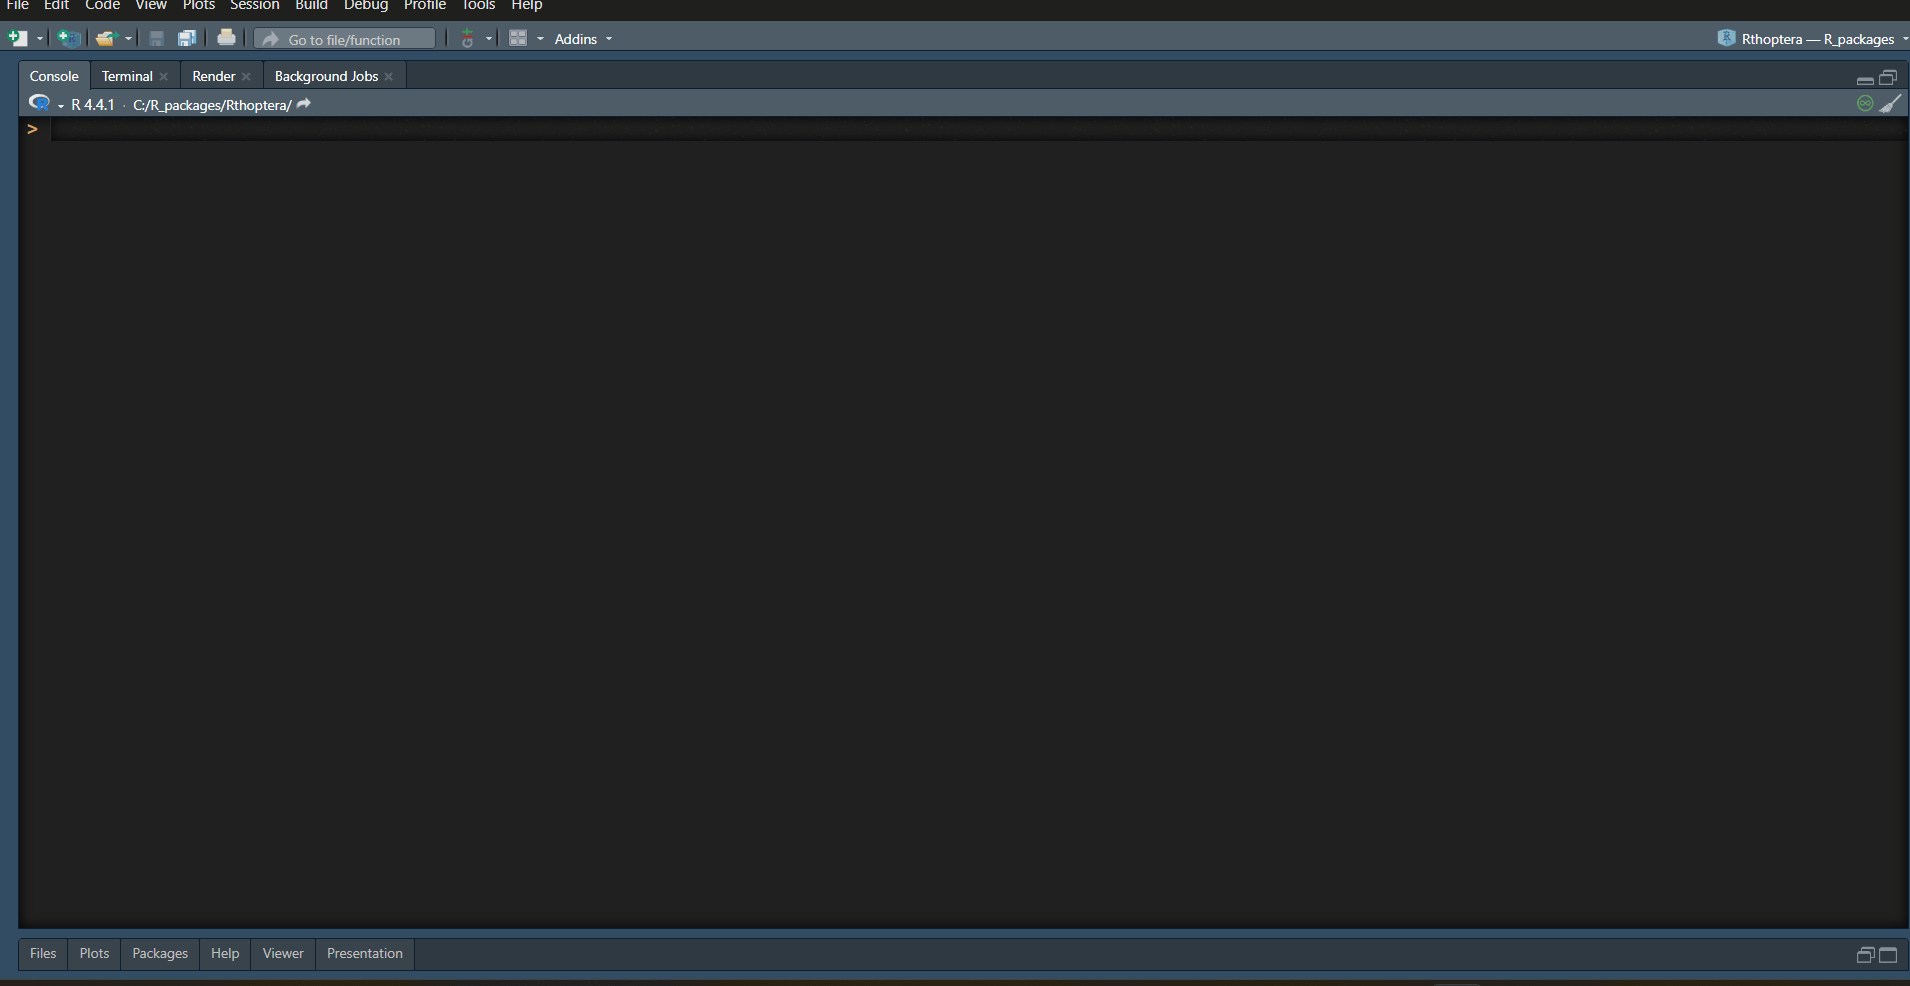 File Edit Code View Plots Session Build Debug Profile Tools Help
Go to file/function Addins Rthoptera — R_packages
Console Terminal Render Background Jobs
R 4.4.1 · C:/R_packages/Rthoptera/
>
Files Plots Packages Help Viewer Presentation